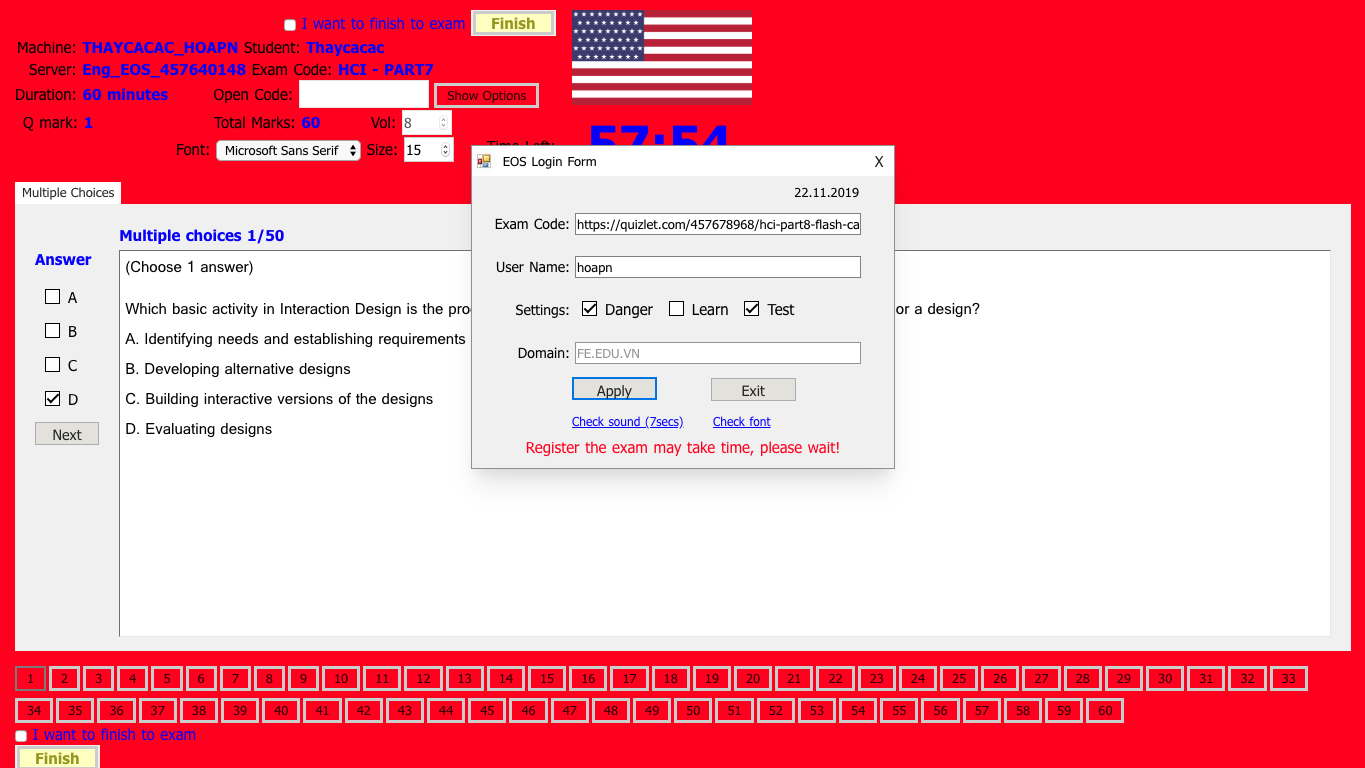 I want to finish to exam Finish
Machine: THAYCACAC_HOAPN Student: Thaycacac
Server: Eng_EOS_457640148 Exam Code: HCI - PART7
Duration: 60 minutes Open Code: Show Options
Q mark: 1 Total Marks: 60 Vol: 8
Font: Microsoft Sans Serif Size: 15
57:54
EOS Login Form X
22.11.2019
Exam Code: https://quizlet.com/457678968/hci-part8-flash-ca
User Name: hoapn
Settings: Danger Learn Test
Domain: FE.EDU.VN
Apply Exit
Check sound (7secs) Check font
Register the exam may take time, please wait!
Multiple Choices
Multiple choices 1/50
Answer
A
B
C
D
Next
(Choose 1 answer)
Which basic activity in Interaction Design is the or a design?
A. Identifying needs and establishing requirements
B. Developing alternative designs
C. Building interactive versions of the designs
D. Evaluating designs
1 2 3 4 5 6 7 8 9 10 11 12 13 14 15 16 17 18 19 20 21 22 23 24 25 26 27 28 29 30 31 32 33
34 35 36 37 38 39 40 41 42 43 44 45 46 47 48 49 50 51 52 53 54 55 56 57 58 59 60
I want to finish to exam
Finish